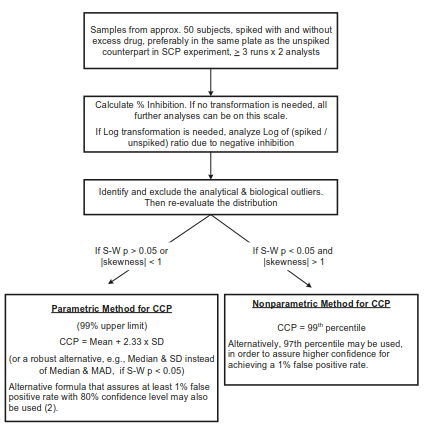 Samples from approx. 50 subjects, spiked with and without
excess drug, preferably in the same plate as the unspiked
counterpart in SCP experiment, ≥ 3 runs x 2 analysts
Calculate % Inhibition. If no transformation is needed, all
further analyses can be on this scale.
If Log transformation is needed, analyze Log of (spiked /
unspiked) ratio due to negative inhibition
Identify and exclude the analytical & biological outliers.
Then re-evaluate the distribution
If S-W p > 0.05 or
|skewness| < 1
If S-W p < 0.05 and
|skewness| > 1
Parametric Method for CCP
(99% upper limit)
CCP = Mean + 2.33 x SD
(or a robust alternative, e.g., Median & SD instead
of Median & MAD, if S-W p < 0.05)
Alternative formula that assures at least 1% false
positive rate with 80% confidence level may also
be used (2).
Nonparametric Method for CCP
CCP = 99th percentile
Alternatively, 97th percentile may be used,
in order to assure higher confidence for
achieving a 1% false positive rate.